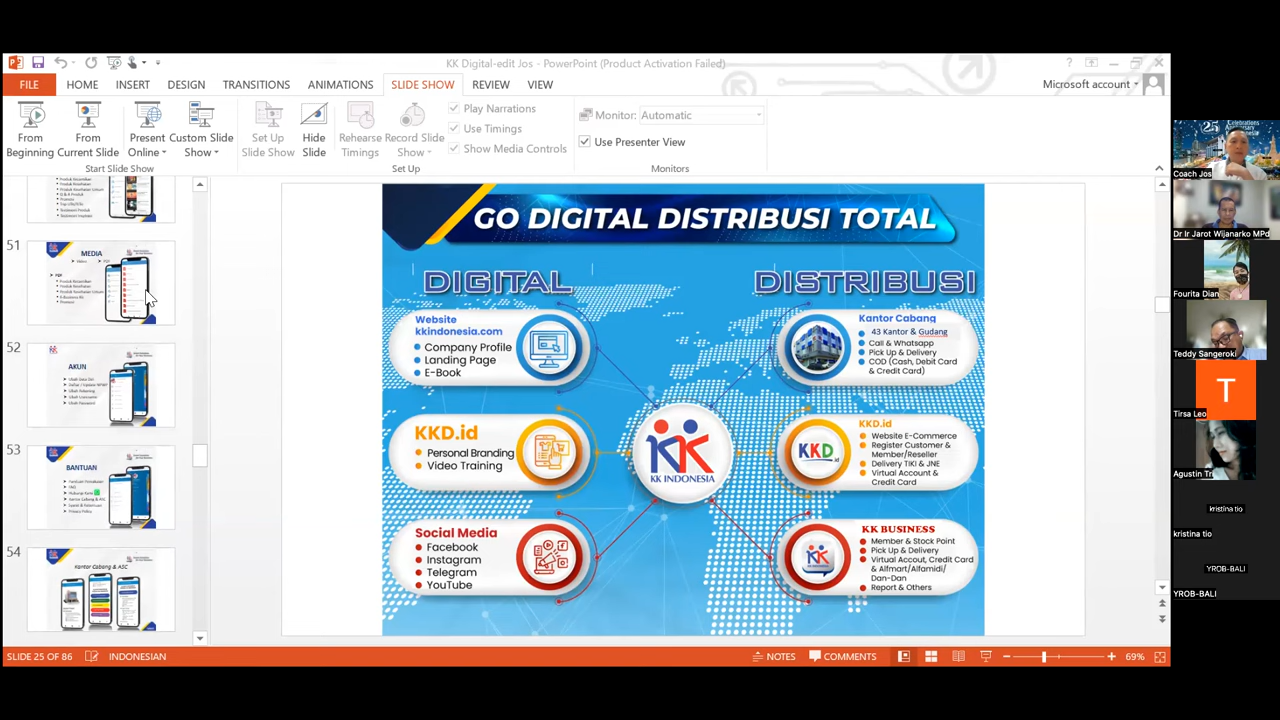 KK Digital-edit Jos - PowerPoint (Product Activation Failed)
FILE HOME INSERT DESIGN TRANSITIONS ANIMATIONS SLIDE SHOW REVIEW VIEW
Microsoft account
From Beginning
From Current Slide
Present Online
Custom Slide Show
Set Up Slide Show
Hide Slide
Rehearse Timings
Record Slide Show
Play Narrations
Use Timings
Show Media Controls
Monitor: Automatic
Use Presenter View
Start Slide Show
Set Up
Monitors
51
MEDIA
52
AKUN
53
BANTUAN
54
Kantor Cabang & ASC
GO DIGITAL DISTRIBUSI TOTAL
DIGITAL
Website
kkindonesia.com
Company Profile
Landing Page
E-Book
KKD.id
Personal Branding
Video Training
Social Media
Facebook
Instagram
Telegram
YouTube
KK
KK INDONESIA
DISTRIBUSI
Kantor Cabang
43 Kantor & Gudang
Call & Whatsapp
Pick Up & Delivery
COD (Cash, Debit Card
& Credit Card)
KKD.id
KKD.id
Website E-Commerce
Register Customer &
Member/Reseller
Delivery TIKI & JNE
Virtual Account &
Credit Card
KK BUSINESS
Member & Stock Point
Pick Up & Delivery
Virtual Accout, Credit Card
& Alfmart/Alfamidi/
Dan-Dan
Report & Others
Coach Jos
Dr Ir Jarot Wijanarko MPd
Fourita Dian
Teddy Sangeroki
T
Tirsa Leo
Agustin Tri
kristina tio
kristina tio
YROB-BALI
YROB-BALI
SLIDE 25 OF 86
INDONESIAN
NOTES
COMMENTS
69%